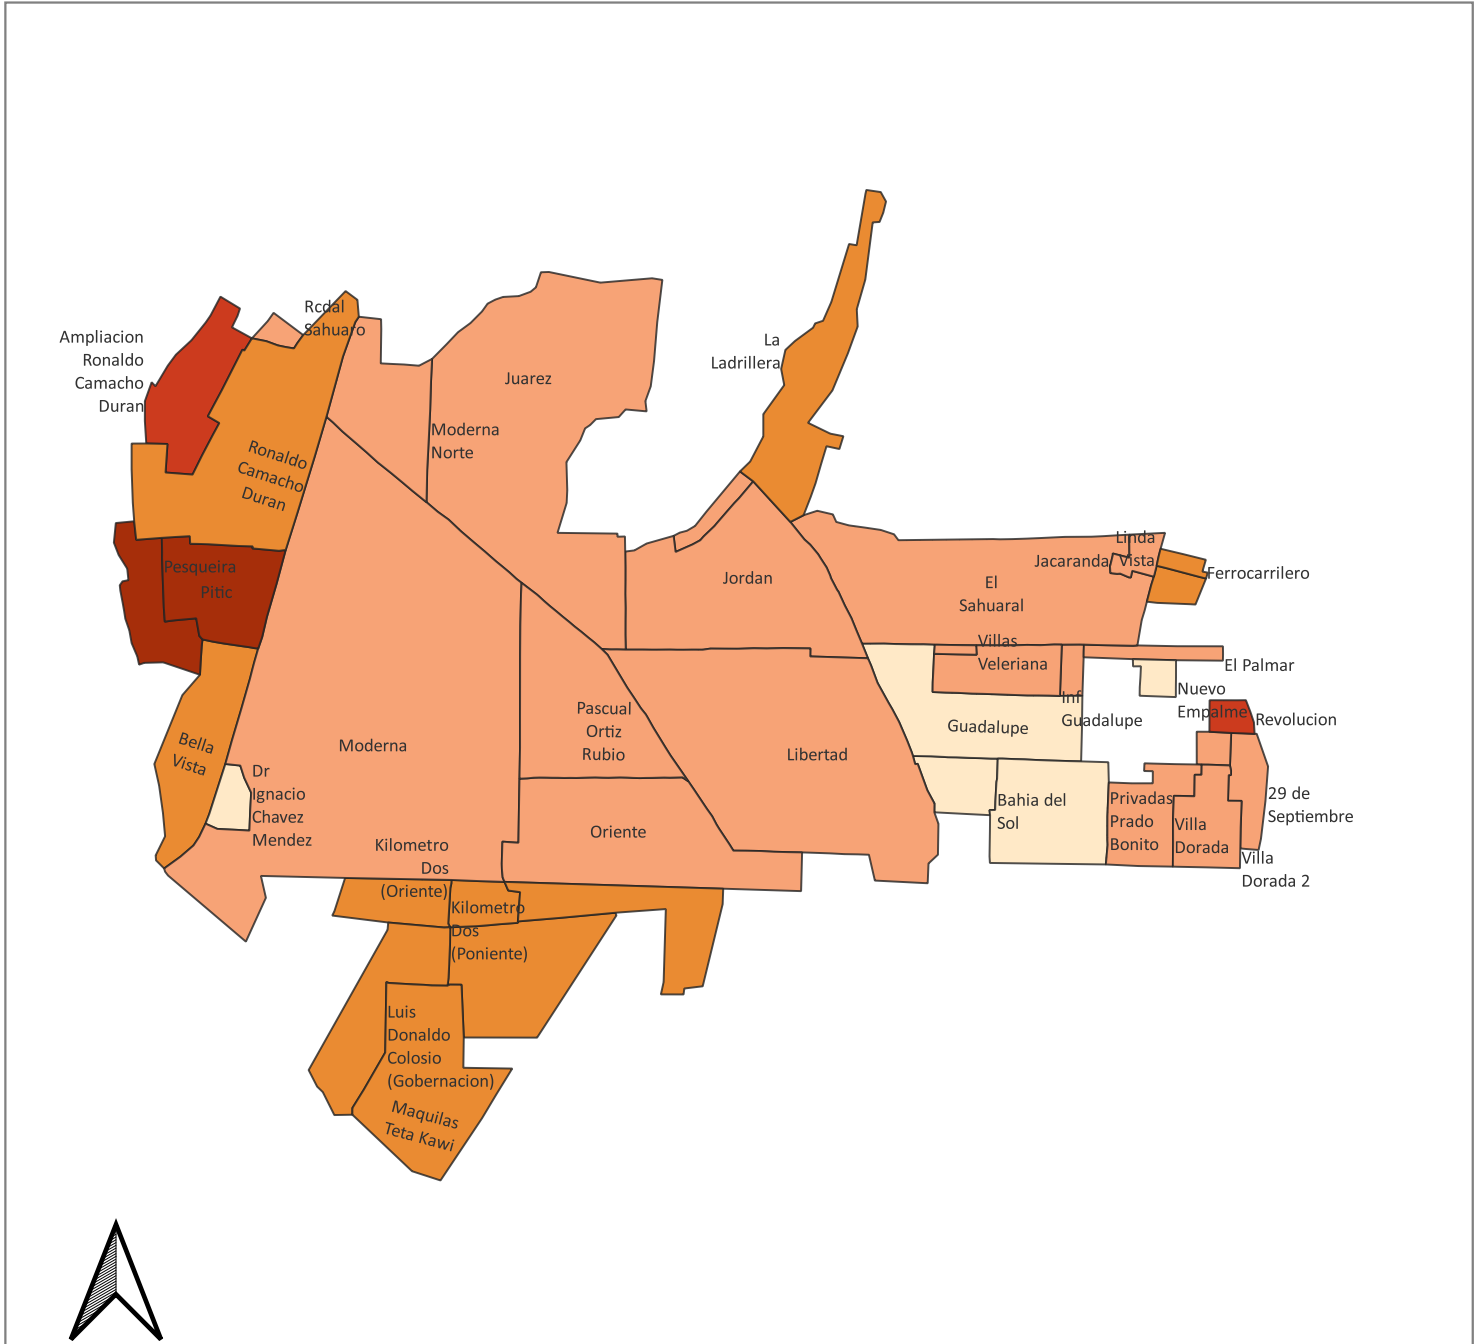 Rcdal
Sahuaro
Ampliacion
Ronaldo
Camacho
Duran
La
Ladrillera
Juarez
Moderna
Norte
Ronaldo
Camacho
Duran
Linda
Vista
Jacaranda
Ferrocarrilero
Pesqueira
Pitic
Jordan
El
Sahuaral
Villas
Veleriana
El Palmar
Nuevo
Empalme
Inf
Guadalupe
Revolucion
Guadalupe
Pascual
Ortiz
Rubio
Moderna
Bella
Vista
Libertad
Dr
Ignacio
Chavez
Mendez
Bahia del
Sol
Privadas
Prado
Bonito
29 de
Septiembre
Villa
Dorada
Oriente
Villa
Dorada 2
Kilometro
Dos
(Oriente)
Kilometro
Dos
(Poniente)
Luis
Donaldo
Colosio
(Gobernacion)
Maquilas
Teta Kawi